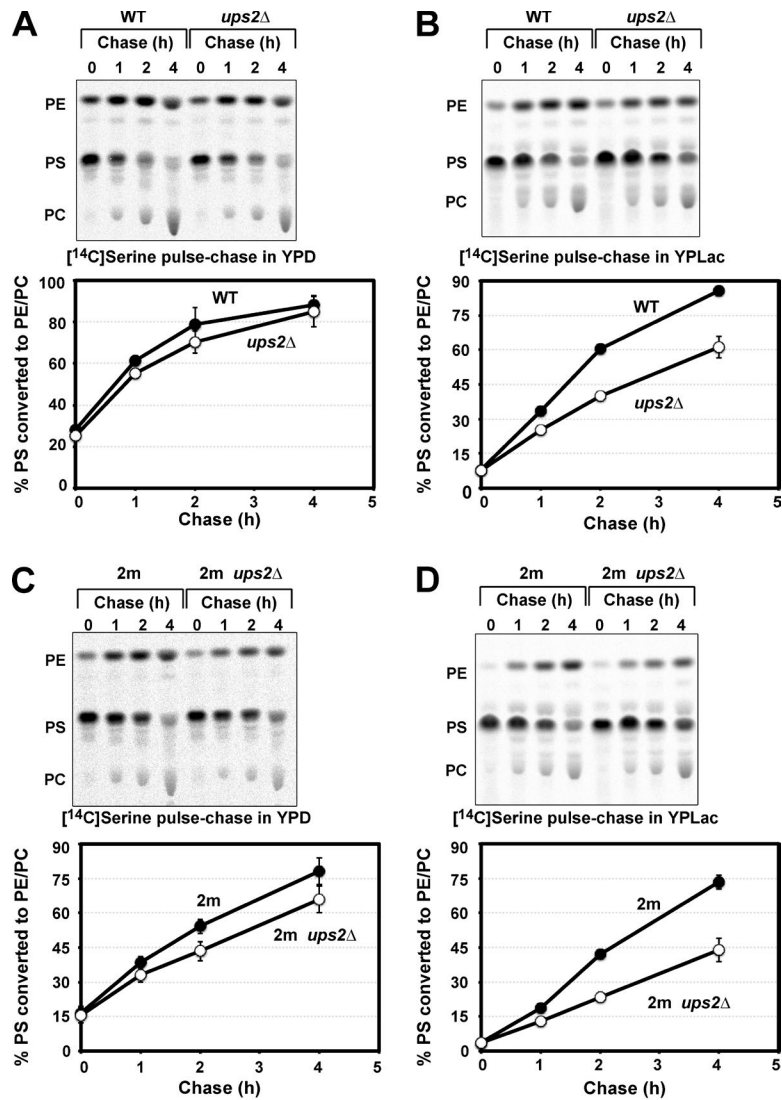 A
WT ups2Δ
Chase (h) Chase (h)
0 1 2 4 0 1 2 4
PE
PS
PC
[14C]Serine pulse-chase in YPD
% PS converted to PE/PC
100
80
60
40
20
0
WT
ups2Δ
0 1 2 3 4 5
Chase (h)
B
WT ups2Δ
Chase (h) Chase (h)
0 1 2 4 0 1 2 4
PE
PS
PC
[14C]Serine pulse-chase in YPLac
% PS converted to PE/PC
90
75
60
45
30
15
0
WT
ups2Δ
0 1 2 3 4 5
Chase (h)
C
2m 2m ups2Δ
Chase (h) Chase (h)
0 1 2 4 0 1 2 4
PE
PS
PC
[14C]Serine pulse-chase in YPD
% PS converted to PE/PC
90
75
60
45
30
15
0
2m
2m ups2Δ
0 1 2 3 4 5
Chase (h)
D
2m 2m ups2Δ
Chase (h) Chase (h)
0 1 2 4 0 1 2 4
PE
PS
PC
[14C]Serine pulse-chase in YPLac
% PS converted to PE/PC
90
75
60
45
30
15
0
2m
2m ups2Δ
0 1 2 3 4 5
Chase (h)